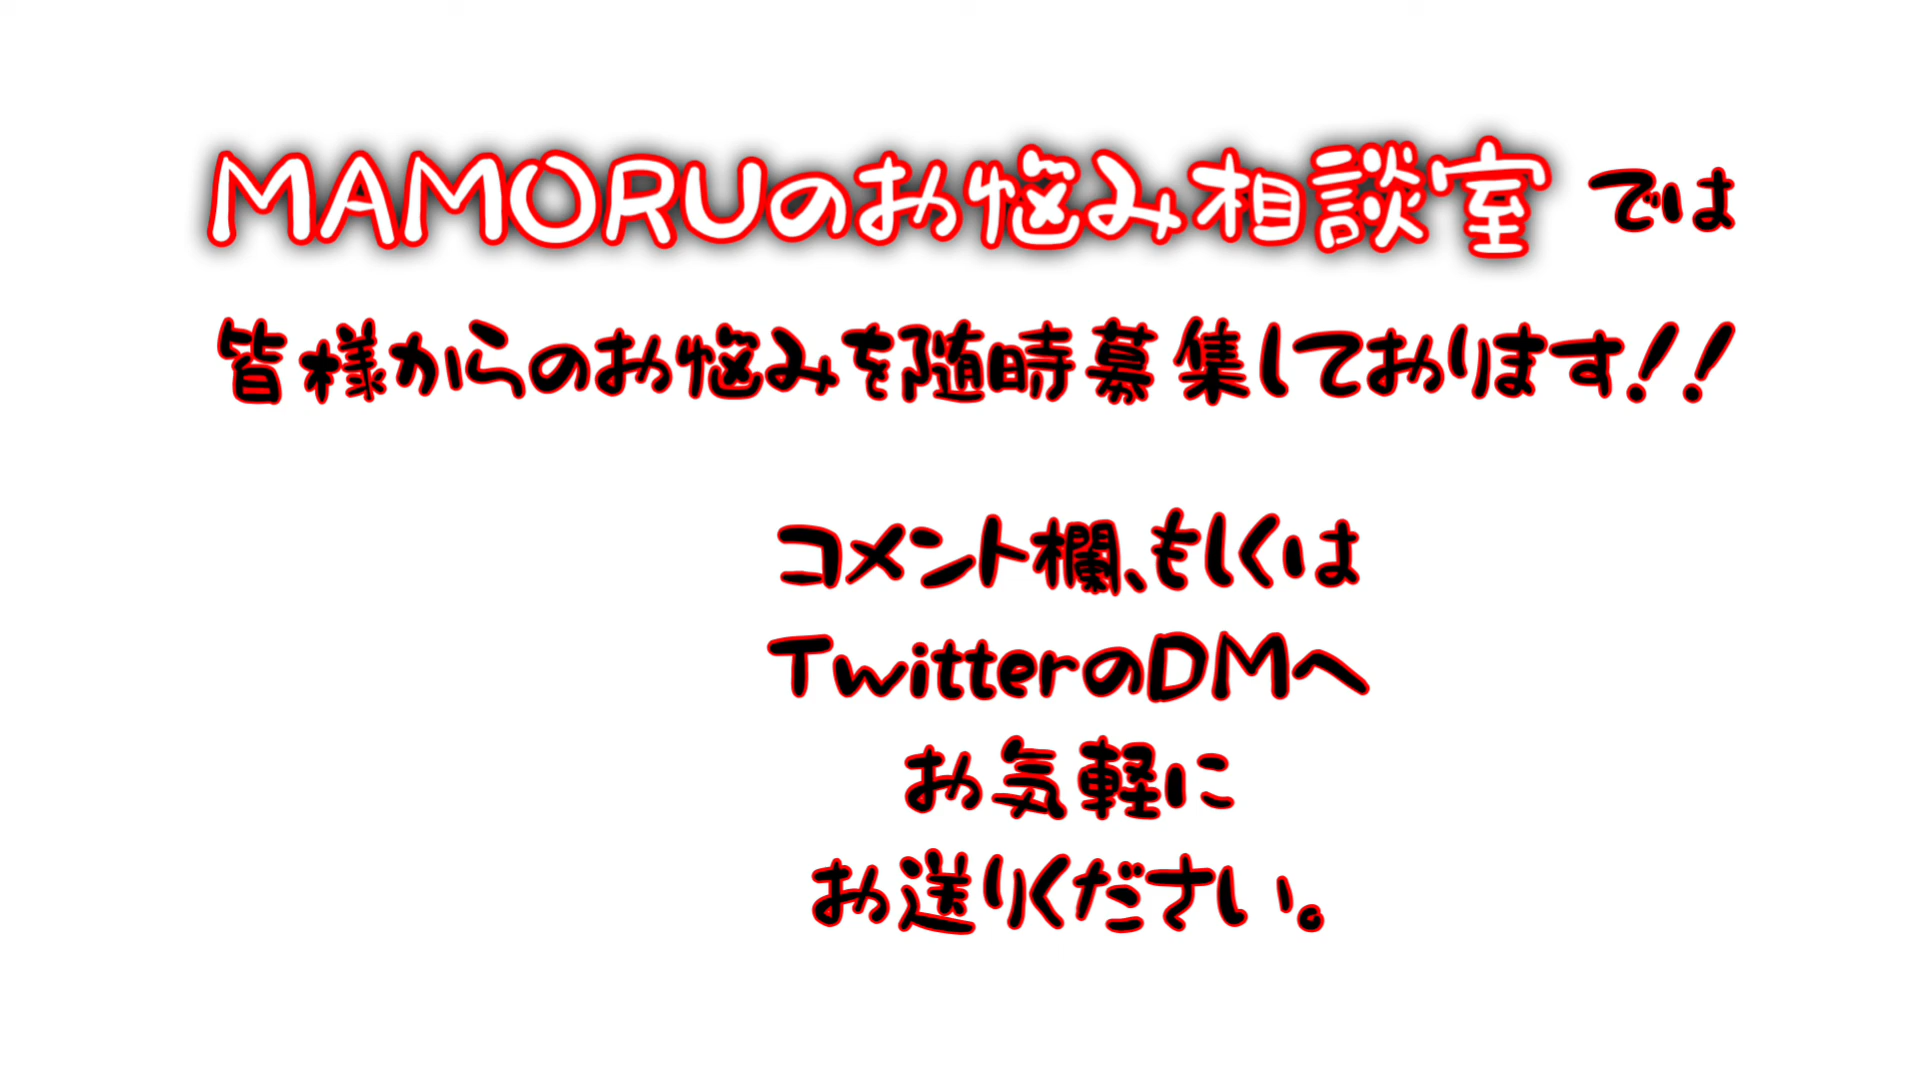 MAMORUのお悩み相談室では
皆様からのお悩みを随時募集しております！！
コメント欄、もしくは
TwitterのDMへ
お気軽に
お送りください。